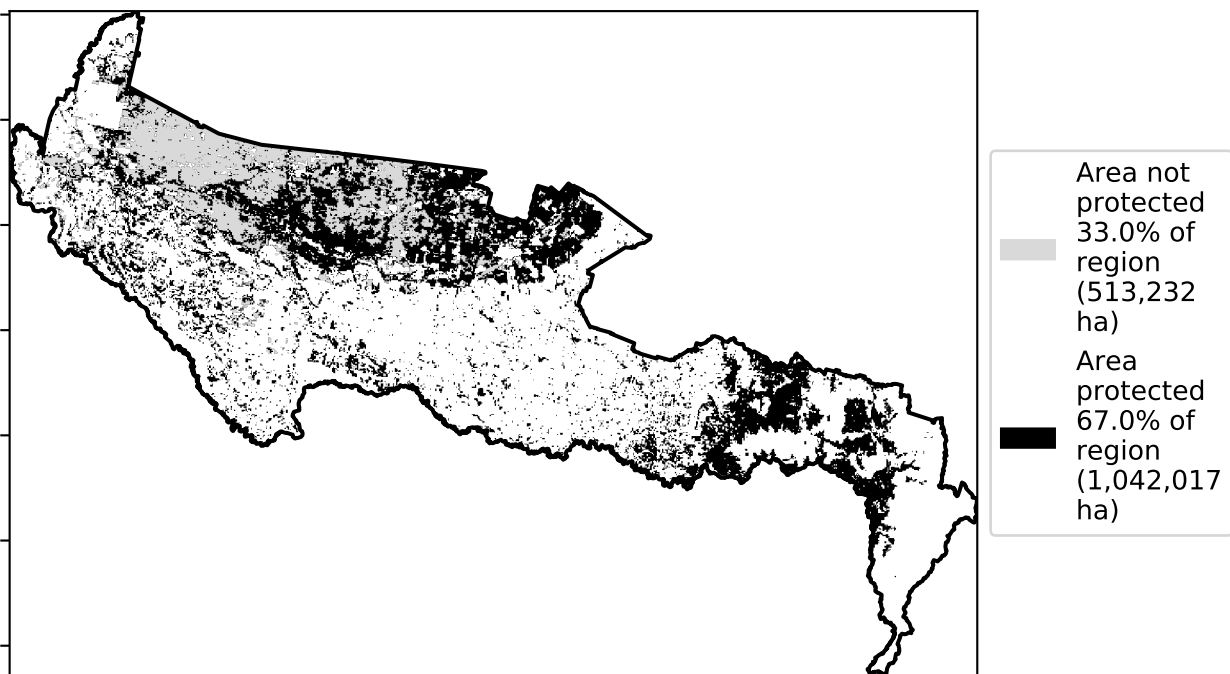 Area not
protected
33.0% of
region
(513,232
ha)
Area
protected
67.0% of
region
(1,042,017
ha)